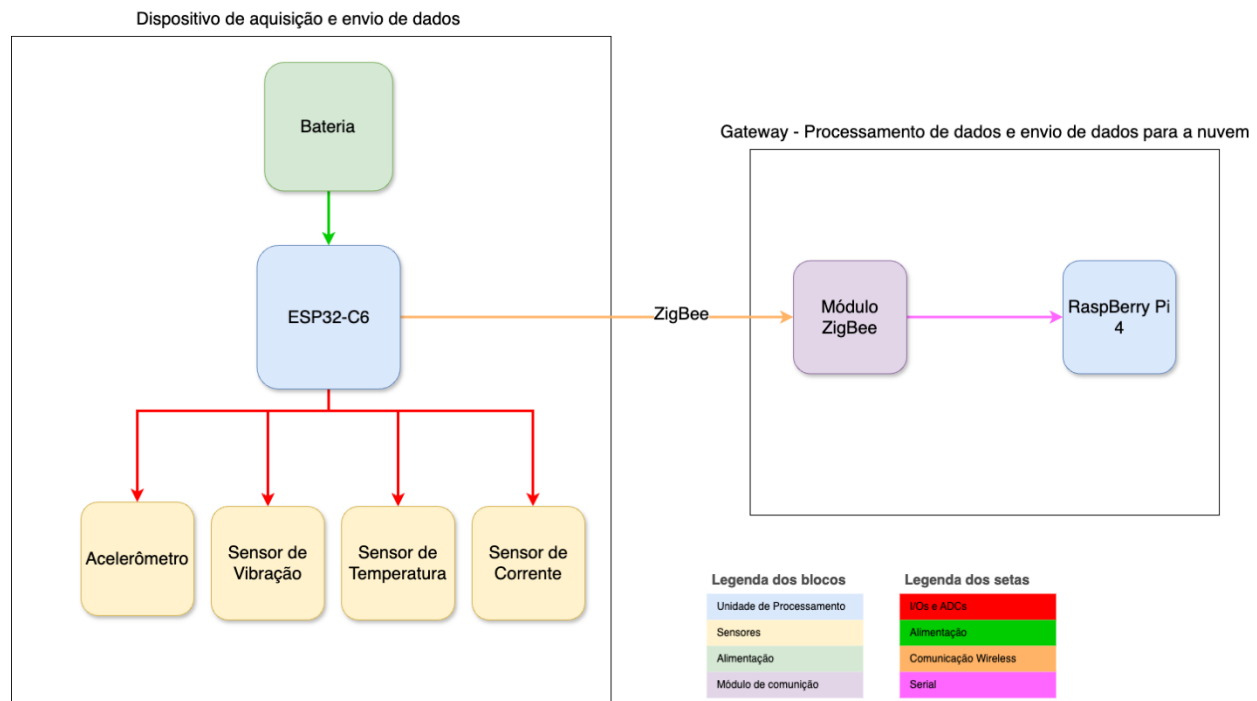 Dispositivo de aquisição e envio de dados
Bateria
Gateway - Processamento de dados e envio de dados para a nuvem
ESP32-C6
ZigBee
Módulo
ZigBee
RaspBerry Pi
4
Acelerômetro
Sensor de
Vibração
Sensor de
Temperatura
Sensor de
Corrente
Legenda dos blocos
Unidade de Processamento
Sensores
Alimentação
Módulo de comunição
Legenda dos setas
I/Os e ADCs
Alimentação
Comunicação Wireless
Serial